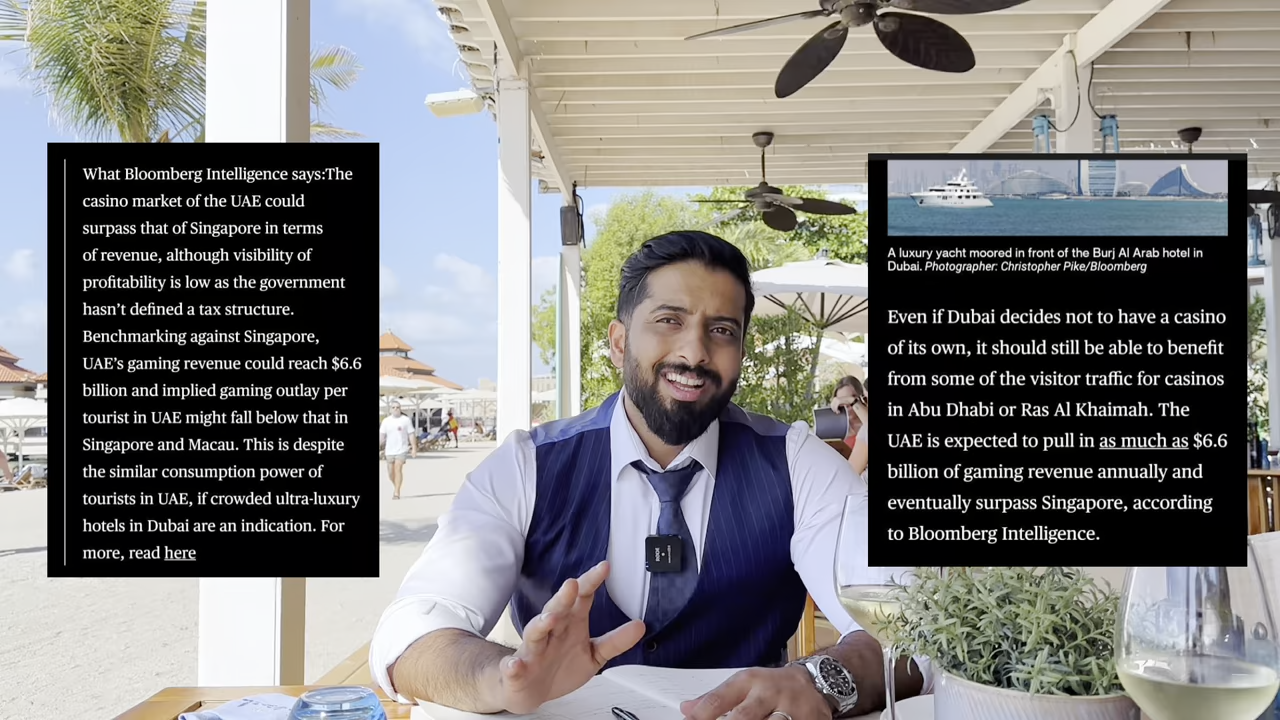 What Bloomberg Intelligence says:The
casino market of the UAE could
surpass that of Singapore in terms
of revenue, although visibility of
profitability is low as the government
hasn't defined a tax structure.
Benchmarking against Singapore,
UAE's gaming revenue could reach $6.6
billion and implied gaming outlay per
tourist in UAE might fall below that in
Singapore and Macau. This is despite
the similar consumption power of
tourists in UAE, if crowded ultra-luxury
hotels in Dubai are an indication. For
more, read here
A luxury yacht moored in front of the Burj Al Arab hotel in
Dubai. Photographer: Christopher Pike/Bloomberg
Even if Dubai decides not to have a casino
of its own, it should still be able to benefit
from some of the visitor traffic for casinos
in Abu Dhabi or Ras Al Khaimah. The
UAE is expected to pull in as much as $6.6
billion of gaming revenue annually and
eventually surpass Singapore, according
to Bloomberg Intelligence.